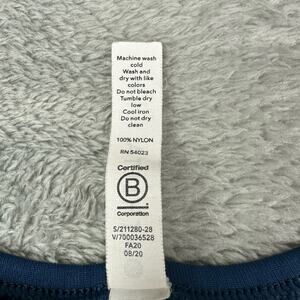 Machine wash
cold
Wash and
dry with like
colors
Do not bleach
Tumble dry
low
Cool iron
Do not dry
clean
100% NYLON
RN 54023
Certified
B
Corporation
S/211280-28
V/700036528
FA20
08/20